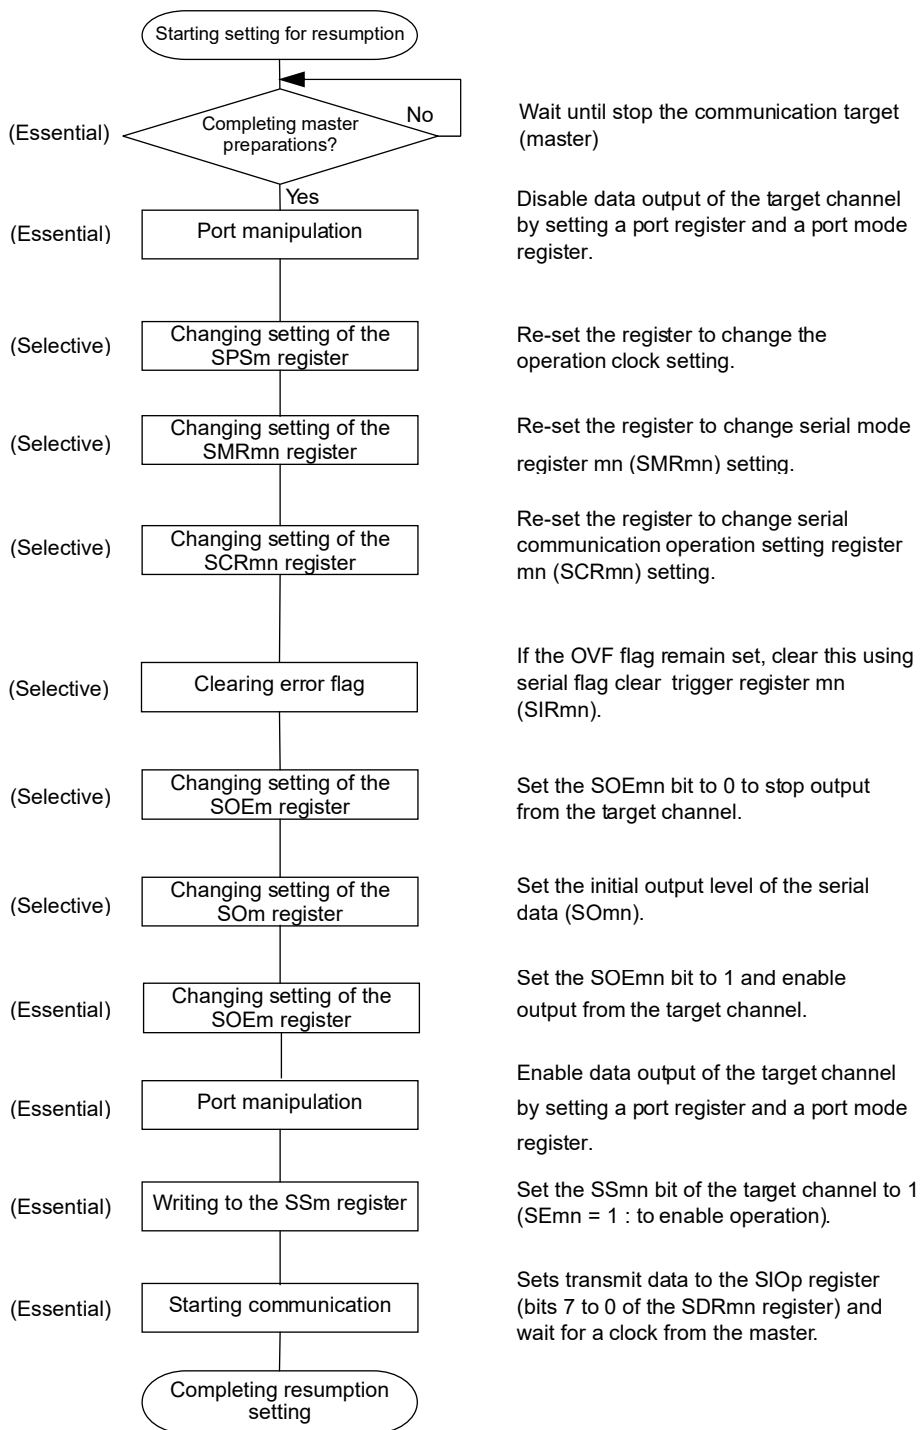 Starting setting for resumption
(Essential)
Completing master
preparations?
No
Wait until stop the communication target
(master)
Yes
(Essential)
Port manipulation
Disable data output of the target channel
by setting a port register and a port mode
register.
(Selective)
Changing setting of the
SPSm register
Re-set the register to change the
operation clock setting.
(Selective)
Changing setting of the
SMRmn register
Re-set the register to change serial mode
register mn (SMRmn) setting.
(Selective)
Changing setting of the
SCRmn register
Re-set the register to change serial
communication operation setting register
mn (SCRmn) setting.
(Selective)
Clearing error flag
If the OVF flag remain set, clear this using
serial flag clear trigger register mn
(SIRmn).
(Selective)
Changing setting of the
SOEm register
Set the SOEmn bit to 0 to stop output
from the target channel.
(Selective)
Changing setting of the
SOm register
Set the initial output level of the serial
data (SOmn).
(Essential)
Changing setting of the
SOEm register
Set the SOEmn bit to 1 and enable
output from the target channel.
(Essential)
Port manipulation
Enable data output of the target channel
by setting a port register and a port mode
register.
(Essential)
Writing to the SSm register
Set the SSmn bit of the target channel to 1
(SEmn = 1 : to enable operation).
(Essential)
Starting communication
Sets transmit data to the SIOp register
(bits 7 to 0 of the SDRmn register) and
wait for a clock from the master.
Completing resumption
setting